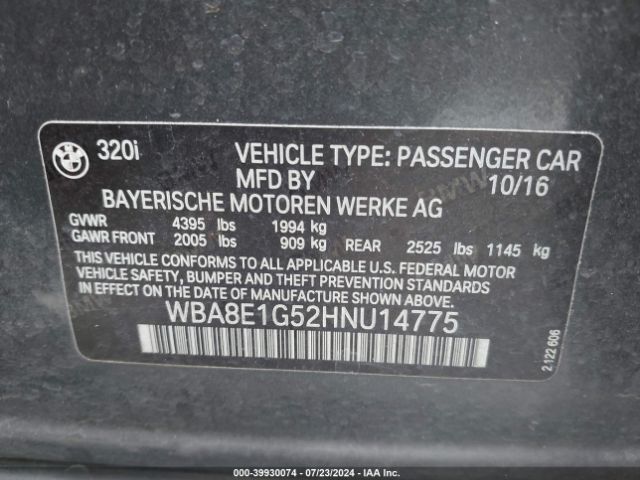 320i VEHICLE TYPE: PASSENGER CAR
MFD BY 10/16
BAYERISCHE MOTOREN WERKE AG
GVWR 4395 lbs 1994 kg
GAWR FRONT 2005 lbs 909 kg REAR 2525 lbs 1145 kg
THIS VEHICLE CONFORMS TO ALL APPLICABLE U.S. FEDERAL MOTOR
VEHICLE SAFETY, BUMPER AND THEFT PREVENTION STANDARDS
IN EFFECT ON THE DATE OF MANUFACTURE SHOWN ABOVE.
WBA8E1G52HNU14775
2 122 606
000-39930074 - 07/23/2024 - IAA Inc.